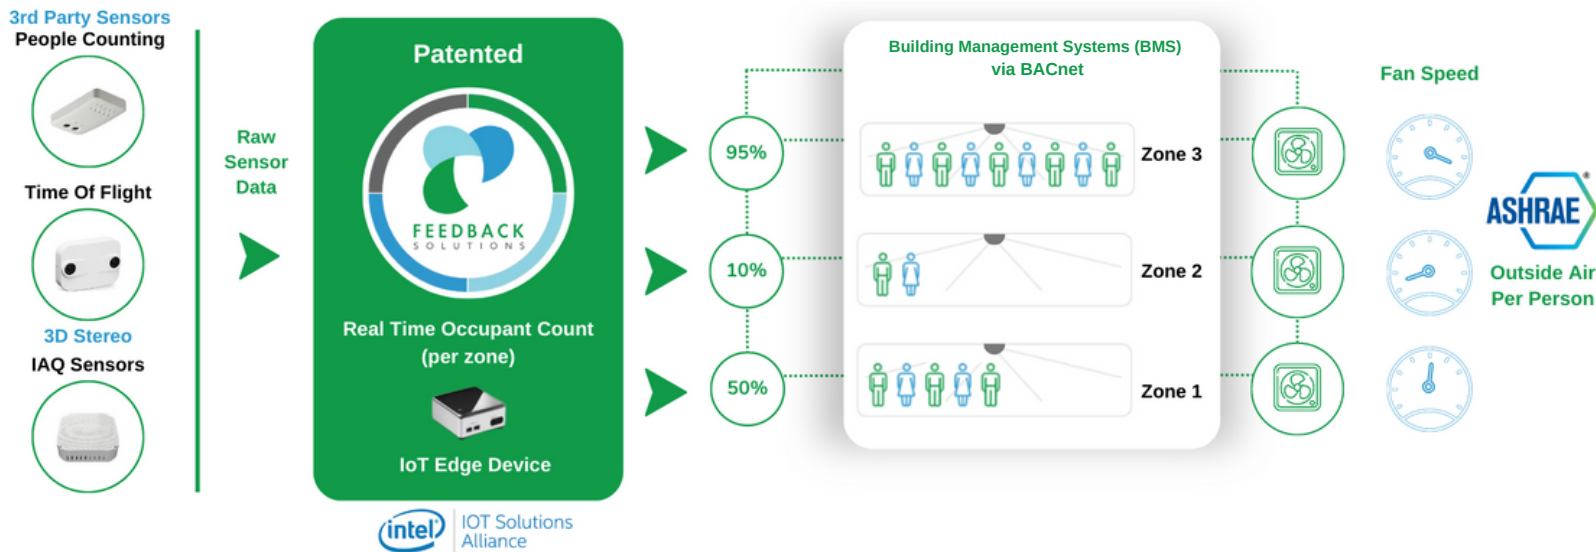 3rd Party Sensors
People Counting
Time Of Flight
3D Stereo
IAQ Sensors
Raw
Sensor
Data
Patented
FEEDBACK
SOLUTIONS
Real Time Occupant Count
(per zone)
IoT Edge Device
intel®
IOT Solutions
Alliance
95%
10%
50%
Building Management Systems (BMS)
via BACnet
Zone 3
Zone 2
Zone 1
Fan Speed
ASHRAE®
Outside Air
Per Person